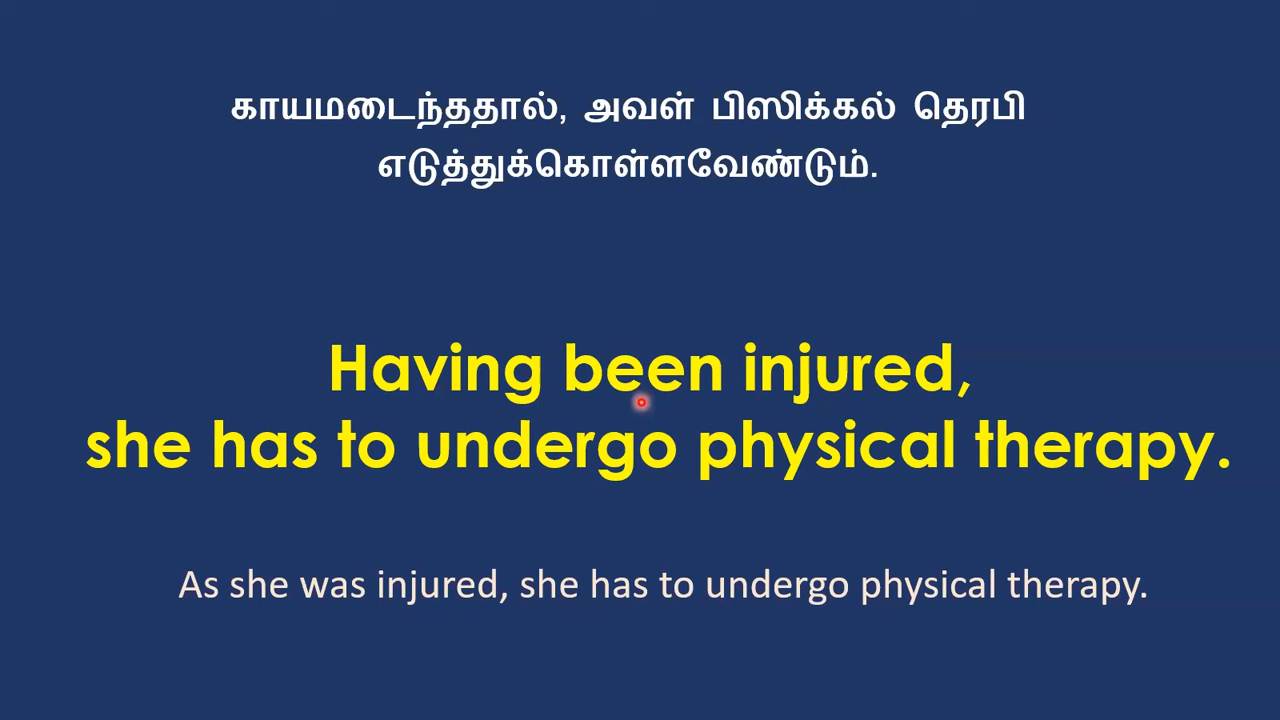 காயமடைந்ததால், அவள் பிஸிக்கல் தெரபி
எடுத்துக்கொள்ளவேண்டும்.
Having been injured,
she has to undergo physical therapy.
As she was injured, she has to undergo physical therapy.